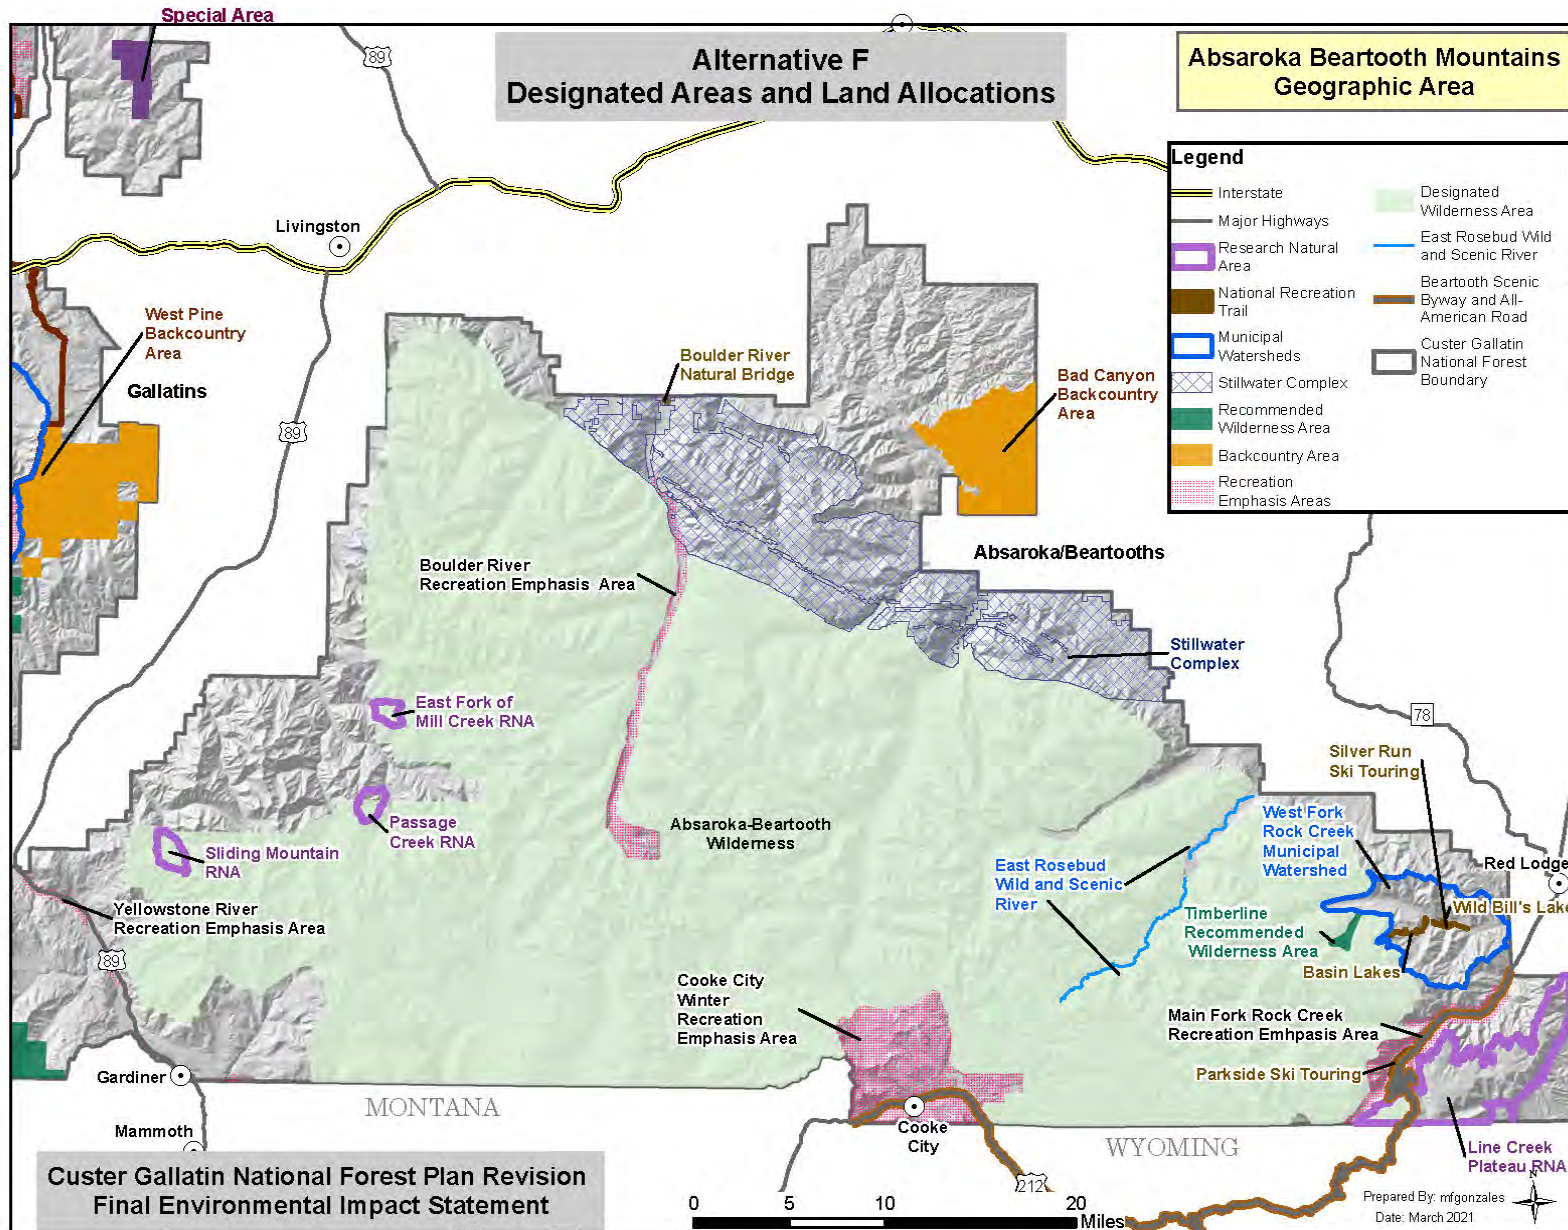 Special Area
Alternative F
Designated Areas and Land Allocations
Absaroka Beartooth Mountains
Geographic Area
89
Legend
Interstate
Major Highways
Research Natural
Area
National Recreation
Trail
Municipal
Watersheds
Stillwater Complex
Recommended
Wilderness Area
Backcountry Area
Recreation
Emphasis Areas
Designated
Wilderness Area
East Rosebud Wild
and Scenic River
Beartooth Scenic
Byway and All-
American Road
Custer Gallatin
National Forest
Boundary
Livingston
West Pine
Backcountry
Area
Gallatins
Boulder River
Natural Bridge
Bad Canyon
Backcountry
Area
89
Boulder River
Recreation Emphasis Area
Absaroka/Beartooths
Stillwater
Complex
East Fork of
Mill Creek RNA
78
Silver Run
Ski Touring
Passage
Creek RNA
Absaroka-Beartooth
Wilderness
Sliding Mountain
RNA
West Fork
Rock Creek
Municipal
Watershed
Red Lodge
East Rosebud
Wild and Scenic
River
Yellowstone River
Recreation Emphasis Area
Timberline
Recommended
Wilderness Area
Wild Bill's Lake
Basin Lakes
89
Cooke City
Winter
Recreation
Emphasis Area
Main Fork Rock Creek
Recreation Emhpasis Area
Parkside Ski Touring
Gardiner
MONTANA
Cooke
City
WYOMING
Mammoth
Line Creek
Plateau RNA
212
Custer Gallatin National Forest Plan Revision
Final Environmental Impact Statement
0 5 10 20
Miles
N
Prepared By: mfgonzales
Date: March 2021